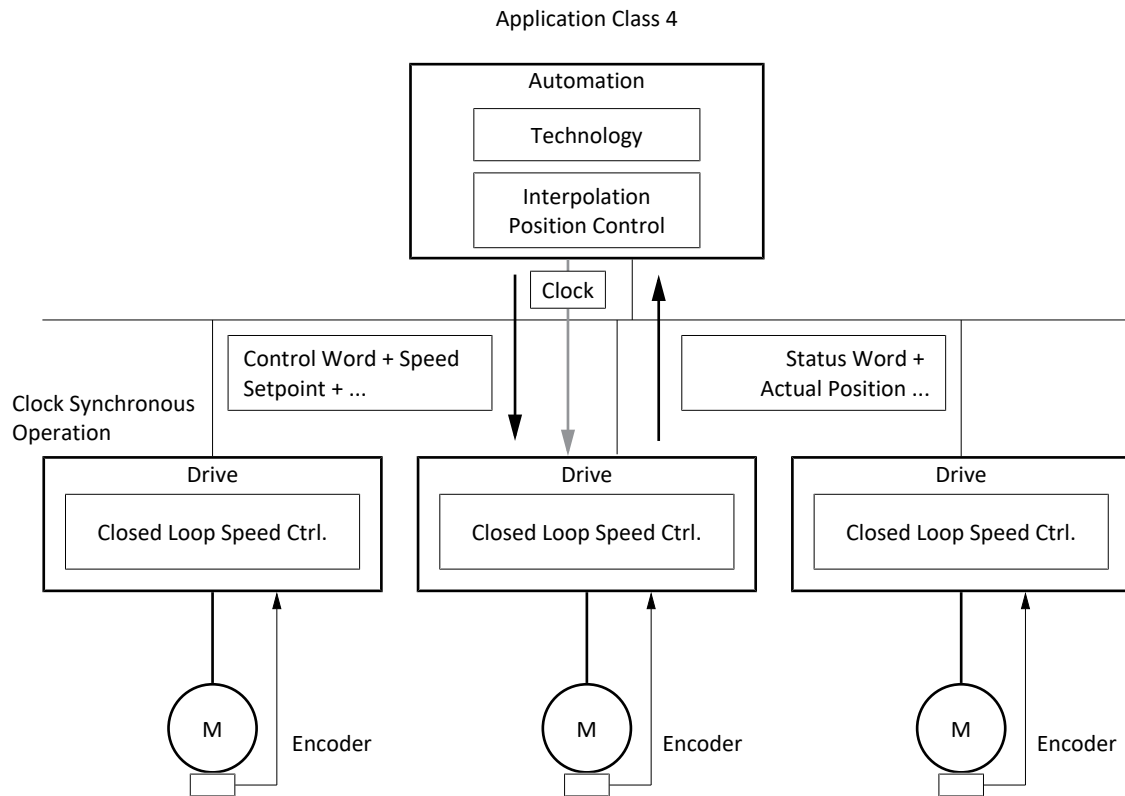 Application Class 4
Automation
Technology
Interpolation
Position Control
Clock
Control Word + Speed
Setpoint + ...
Status Word +
Actual Position ...
Clock Synchronous
Operation
Drive
Closed Loop Speed Ctrl.
Drive
Closed Loop Speed Ctrl.
Drive
Closed Loop Speed Ctrl.
M
Encoder
M
Encoder
M
Encoder